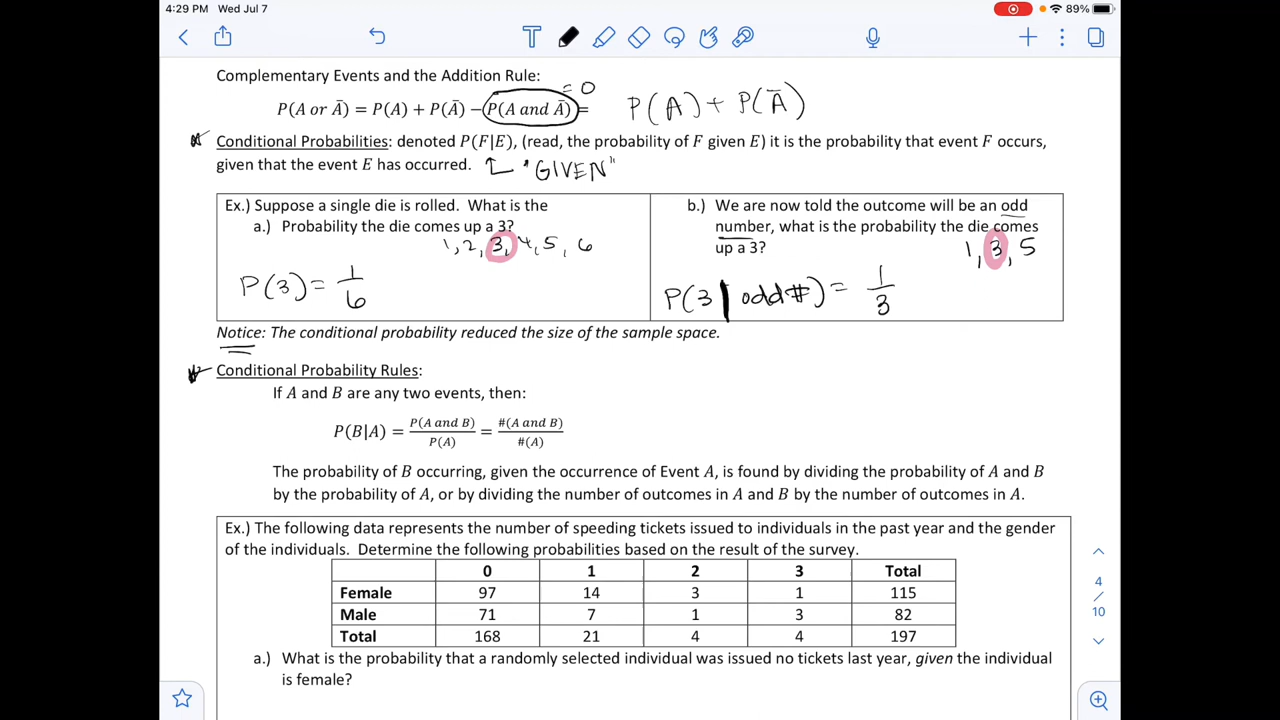 4:29 PM Wed Jul 7
89%
T
Complementary Events and the Addition Rule:
= 0
P(A or Ā) = P(A) + P(Ā) − P(A and Ā) = P(A) + P(Ā)
Conditional Probabilities: denoted P(F|E), (read, the probability of F given E) it is the probability that event F occurs,
given that the event E has occurred. "GIVEN"
Ex.) Suppose a single die is rolled. What is the
a.) Probability the die comes up a 3?
1, 2, 3, 4, 5, 6
P(3) = 1/6
b.) We are now told the outcome will be an odd
number, what is the probability the die comes
up a 3? 1, 3, 5
P(3 | odd#) = 1/3
Notice: The conditional probability reduced the size of the sample space.
Conditional Probability Rules:
If A and B are any two events, then:
P(B|A) = P(A and B)/P(A) = #(A and B)/#(A)
The probability of B occurring, given the occurrence of Event A, is found by dividing the probability of A and B
by the probability of A, or by dividing the number of outcomes in A and B by the number of outcomes in A.
Ex.) The following data represents the number of speeding tickets issued to individuals in the past year and the gender
of the individuals. Determine the following probabilities based on the result of the survey.
0 1 2 3 Total
Female 97 14 3 1 115
Male 71 7 1 3 82
Total 168 21 4 4 197
a.) What is the probability that a randomly selected individual was issued no tickets last year, given the individual
is female?
4
/
10